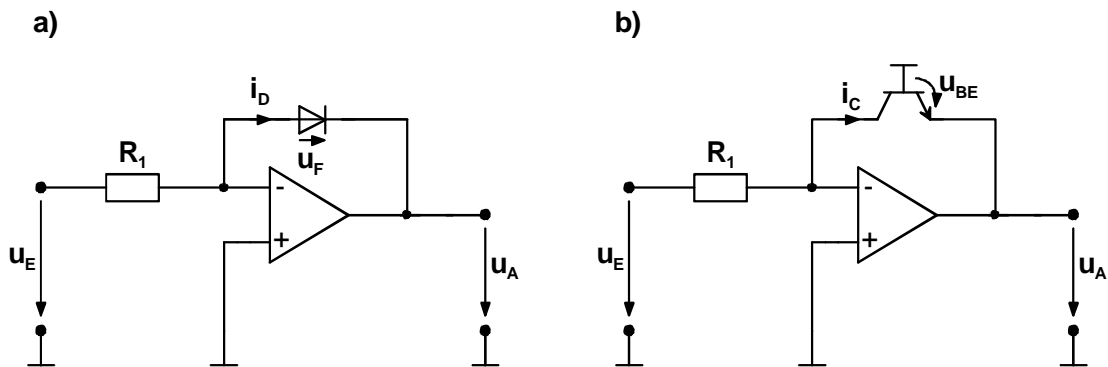 a)
i_D
u_F
R_1
-
+
u_E
u_A
b)
i_C
u_BE
R_1
-
+
u_E
u_A